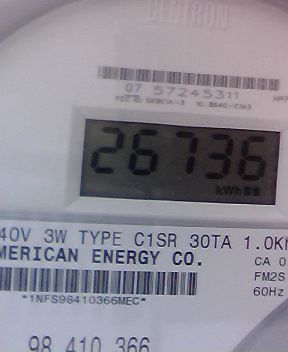 CENTRON
07 57245311
26736
kWh
40V 3W TYPE C1SR 30TA 1.0K
MERICAN ENERGY CO.
CA 0
FM2S
60Hz
*1NFS98410366MEC*
98 410 366